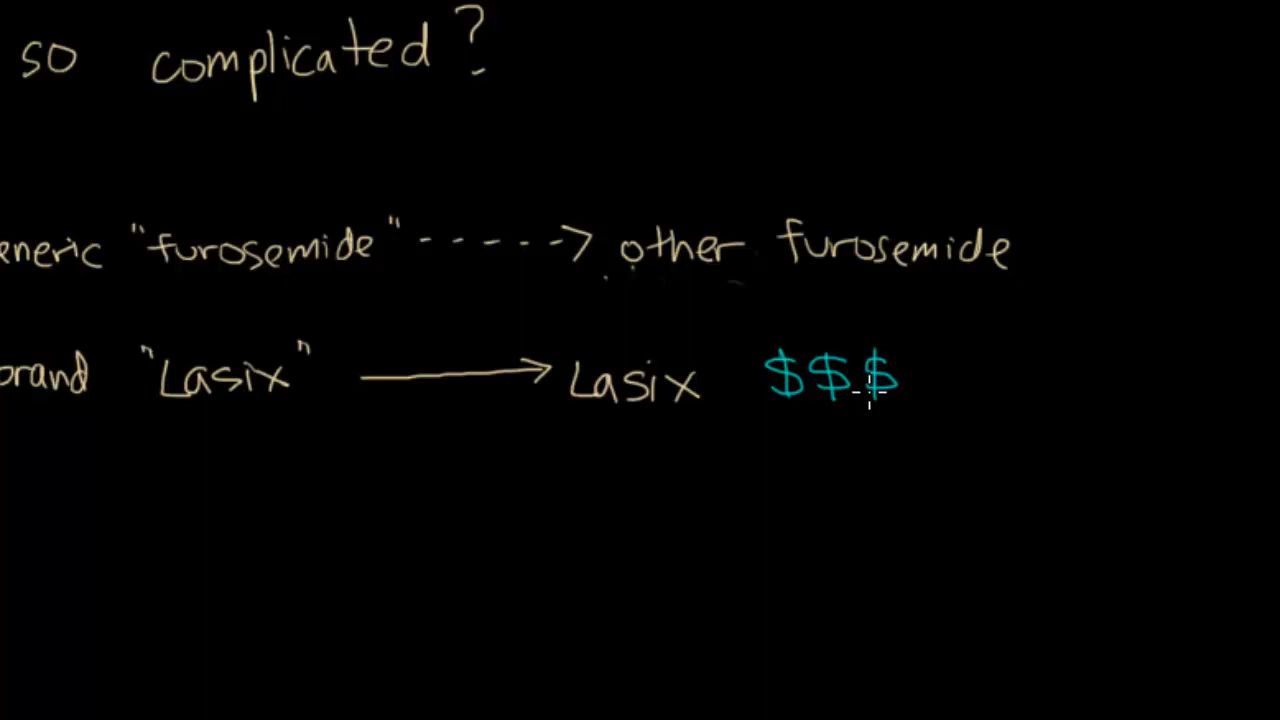 so complicated?
eneric "furosemide" -----> other furosemide
brand "Lasix" → Lasix $$$